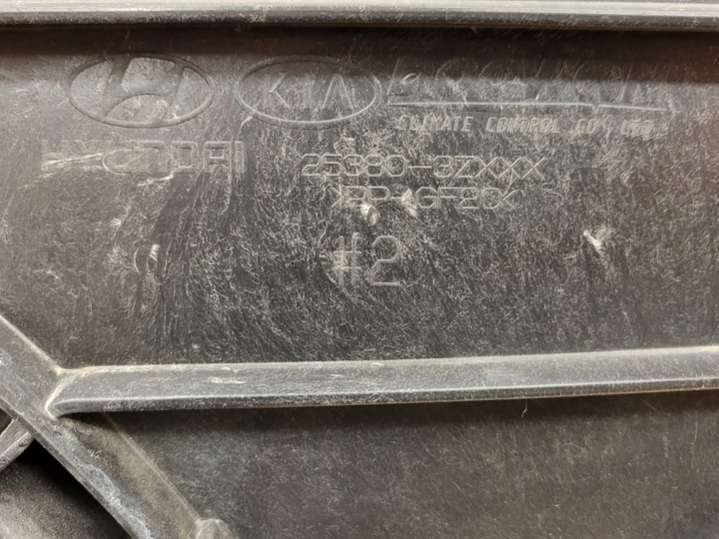 KIA
CLIMATE CONTROL CO., LTD.
HYUNDAI
25380-3ZXXX
>PP+GF20<
#2